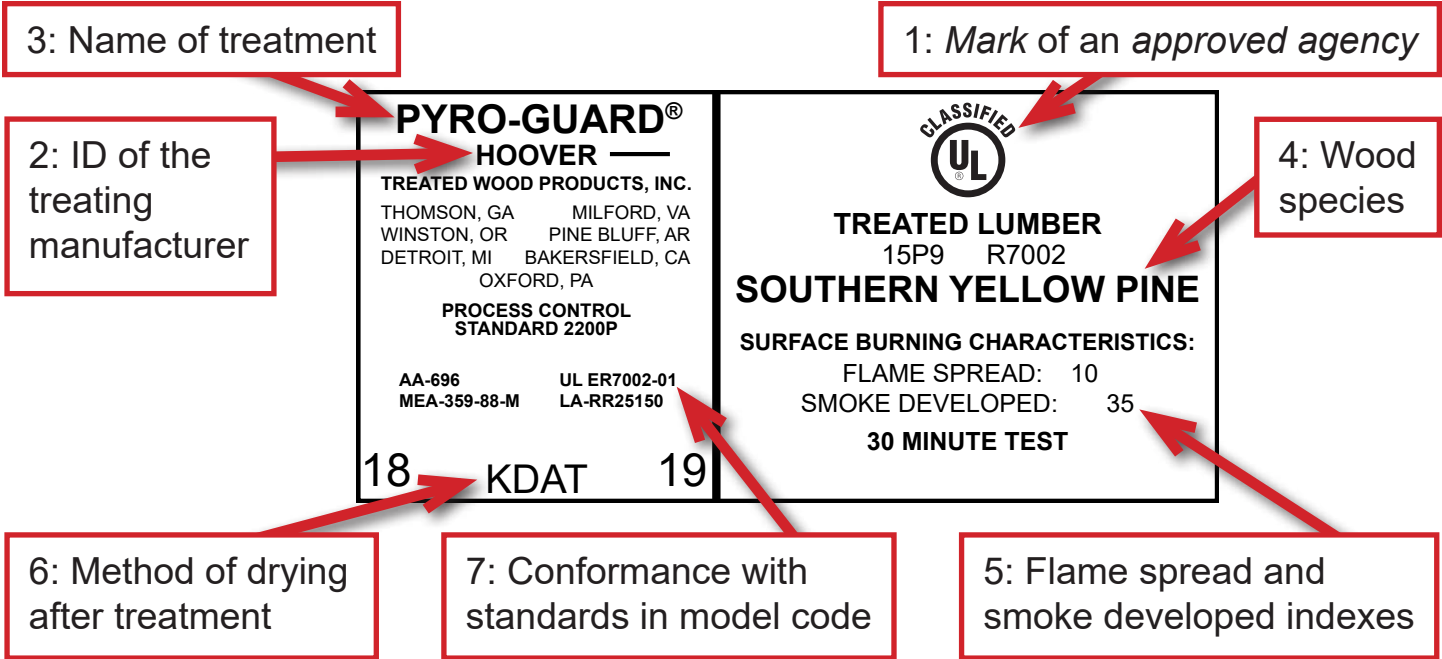 3: Name of treatment
1: Mark of an approved agency
2: ID of the
treating
manufacturer
PYRO-GUARD®
HOOVER
TREATED WOOD PRODUCTS, INC.
THOMSON, GA MILFORD, VA
WINSTON, OR PINE BLUFF, AR
DETROIT, MI BAKERSFIELD, CA
OXFORD, PA
PROCESS CONTROL
STANDARD 2200P
AA-696 UL ER7002-01
MEA-359-88-M LA-RR25150
18 KDAT 19
CLASSIFIED
UL®
TREATED LUMBER
15P9 R7002
SOUTHERN YELLOW PINE
SURFACE BURNING CHARACTERISTICS:
FLAME SPREAD: 10
SMOKE DEVELOPED: 35
30 MINUTE TEST
4: Wood
species
6: Method of drying
after treatment
7: Conformance with
standards in model code
5: Flame spread and
smoke developed indexes